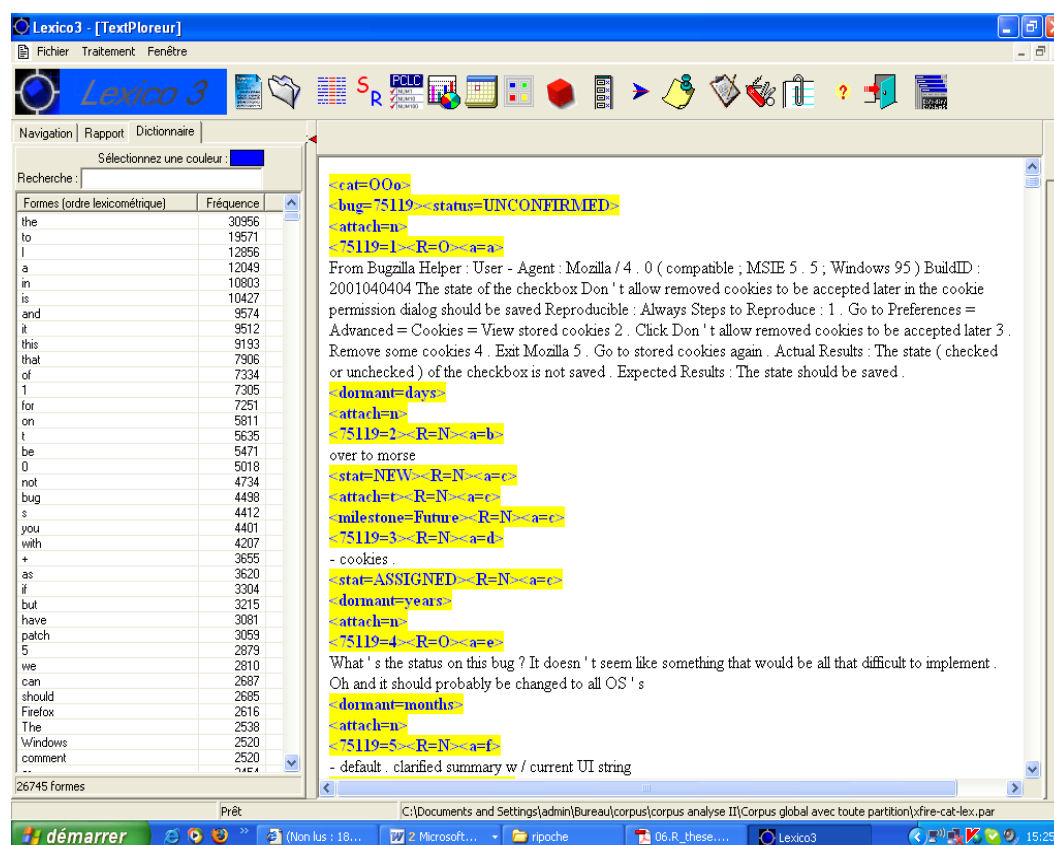 Lexico3 - [TextPloreur]
Fichier Traitement Fenêtre
Lexico 3
S R
PCLC
NUM1
NUM10
NUM100
?
Navigation Rapport Dictionnaire
Sélectionnez une couleur :
Recherche :
Formes (ordre lexicométrique) Fréquence
the 30956
to 19571
I 12856
a 12049
in 10803
is 10427
and 9574
it 9512
this 9193
that 7906
of 7334
1 7305
for 7251
on 5811
t 5635
be 5471
0 5018
not 4734
bug 4498
s 4412
you 4401
with 4207
+ 3655
as 3620
if 3304
but 3215
have 3081
patch 3059
5 2879
we 2810
can 2687
should 2685
Firefox 2616
The 2538
Windows 2520
comment 2520
26745 formes
<cat=OOo>
<bug=75119><status=UNCONFIRMED>
<attach=n>
<75119=1><R=O><a=a>
From Bugzilla Helper : User - Agent : Mozilla / 4 . 0 ( compatible ; MSIE 5 . 5 ; Windows 95 ) BuildID :
2001040404 The state of the checkbox Don ' t allow removed cookies to be accepted later in the cookie
permission dialog should be saved Reproducible : Always Steps to Reproduce : 1 . Go to Preferences =
Advanced = Cookies = View stored cookies 2 . Click Don ' t allow removed cookies to be accepted later 3 .
Remove some cookies 4 . Exit Mozilla 5 . Go to stored cookies again . Actual Results : The state ( checked
or unchecked ) of the checkbox is not saved . Expected Results : The state should be saved .
<dormant=days>
<attach=n>
<75119=2><R=N><a=b>
over to morse
<stat=NEW><R=N><a=c>
<attach=t><R=N><a=c>
<milestone=Future><R=N><a=c>
<75119=3><R=N><a=d>
- cookies .
<stat=ASSIGNED><R=N><a=c>
<dormant=years>
<attach=n>
<75119=4><R=O><a=e>
What ' s the status on this bug ? It doesn ' t seem like something that would be all that difficult to implement .
Oh and it should probably be changed to all OS ' s
<dormant=months>
<attach=n>
<75119=5><R=N><a=f>
- default . clarified summary w / current UI string
Prêt C:\Documents and Settings\admin\Bureau\corpus\corpus analyse II\Corpus global avec toute partition\xfire-cat-lex.par
démarrer (Non lus : 18... 2 Microsoft... ripoche 06.R_these.... Lexico3 15:25